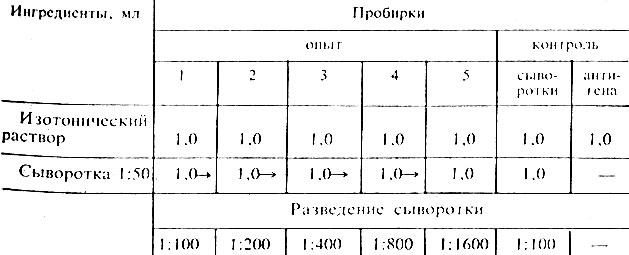 Ингредиенты, мл Пробирки
опыт контроль
1 2 3 4 5 сыво- анти-
ротки гена
Изотонический
раствор 1,0 1,0 1,0 1,0 1,0 1,0 1,0
Сыворотка 1:50 1,0→ 1,0→ 1,0→ 1,0→ 1,0 1,0 —
Разведение сыворотки
1:100 1:200 1:400 1:800 1:1600 1:100 —